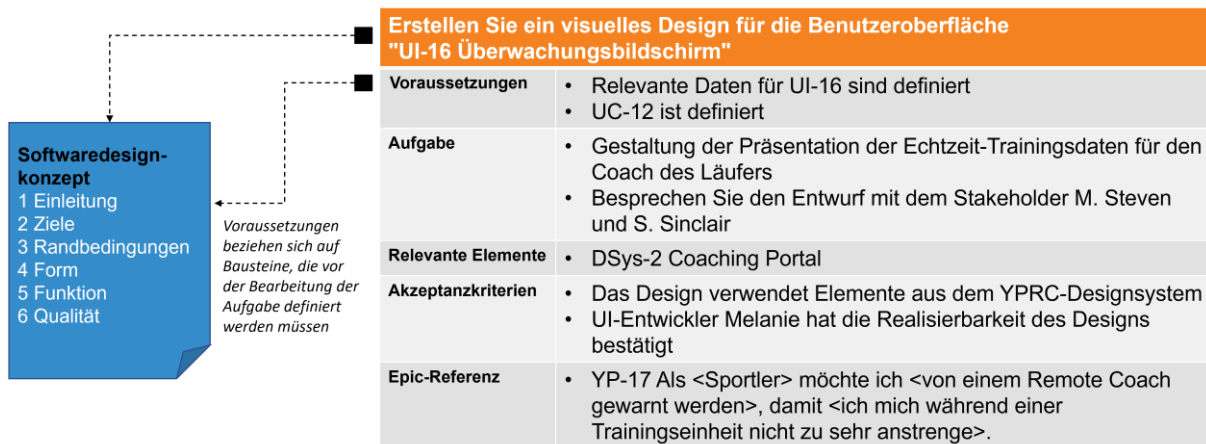 Erstellen Sie ein visuelles Design für die Benutzeroberfläche
"UI-16 Überwachungsbildschirm"
Voraussetzungen
• Relevante Daten für UI-16 sind definiert
• UC-12 ist definiert
Aufgabe
• Gestaltung der Präsentation der Echtzeit-Trainingsdaten für den
Coach des Läufers
• Besprechen Sie den Entwurf mit dem Stakeholder M. Steven
und S. Sinclair
Relevante Elemente
• DSys-2 Coaching Portal
Akzeptanzkriterien
• Das Design verwendet Elemente aus dem YPRC-Designsystem
• UI-Entwickler Melanie hat die Realisierbarkeit des Designs
bestätigt
Epic-Referenz
• YP-17 Als <Sportler> möchte ich <von einem Remote Coach
gewarnt werden>, damit <ich mich während einer
Trainingseinheit nicht zu sehr anstrenge>.
Softwaredesign-
konzept
1 Einleitung
2 Ziele
3 Randbedingungen
4 Form
5 Funktion
6 Qualität
Voraussetzungen
beziehen sich auf
Bausteine, die vor
der Bearbeitung der
Aufgabe definiert
werden müssen